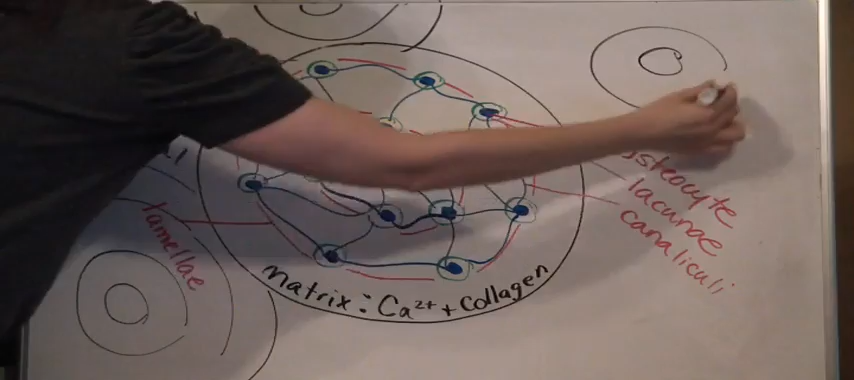 osteocyte
lacunae
canaliculi
lamellae
matrix: Ca²⁺ + Collagen